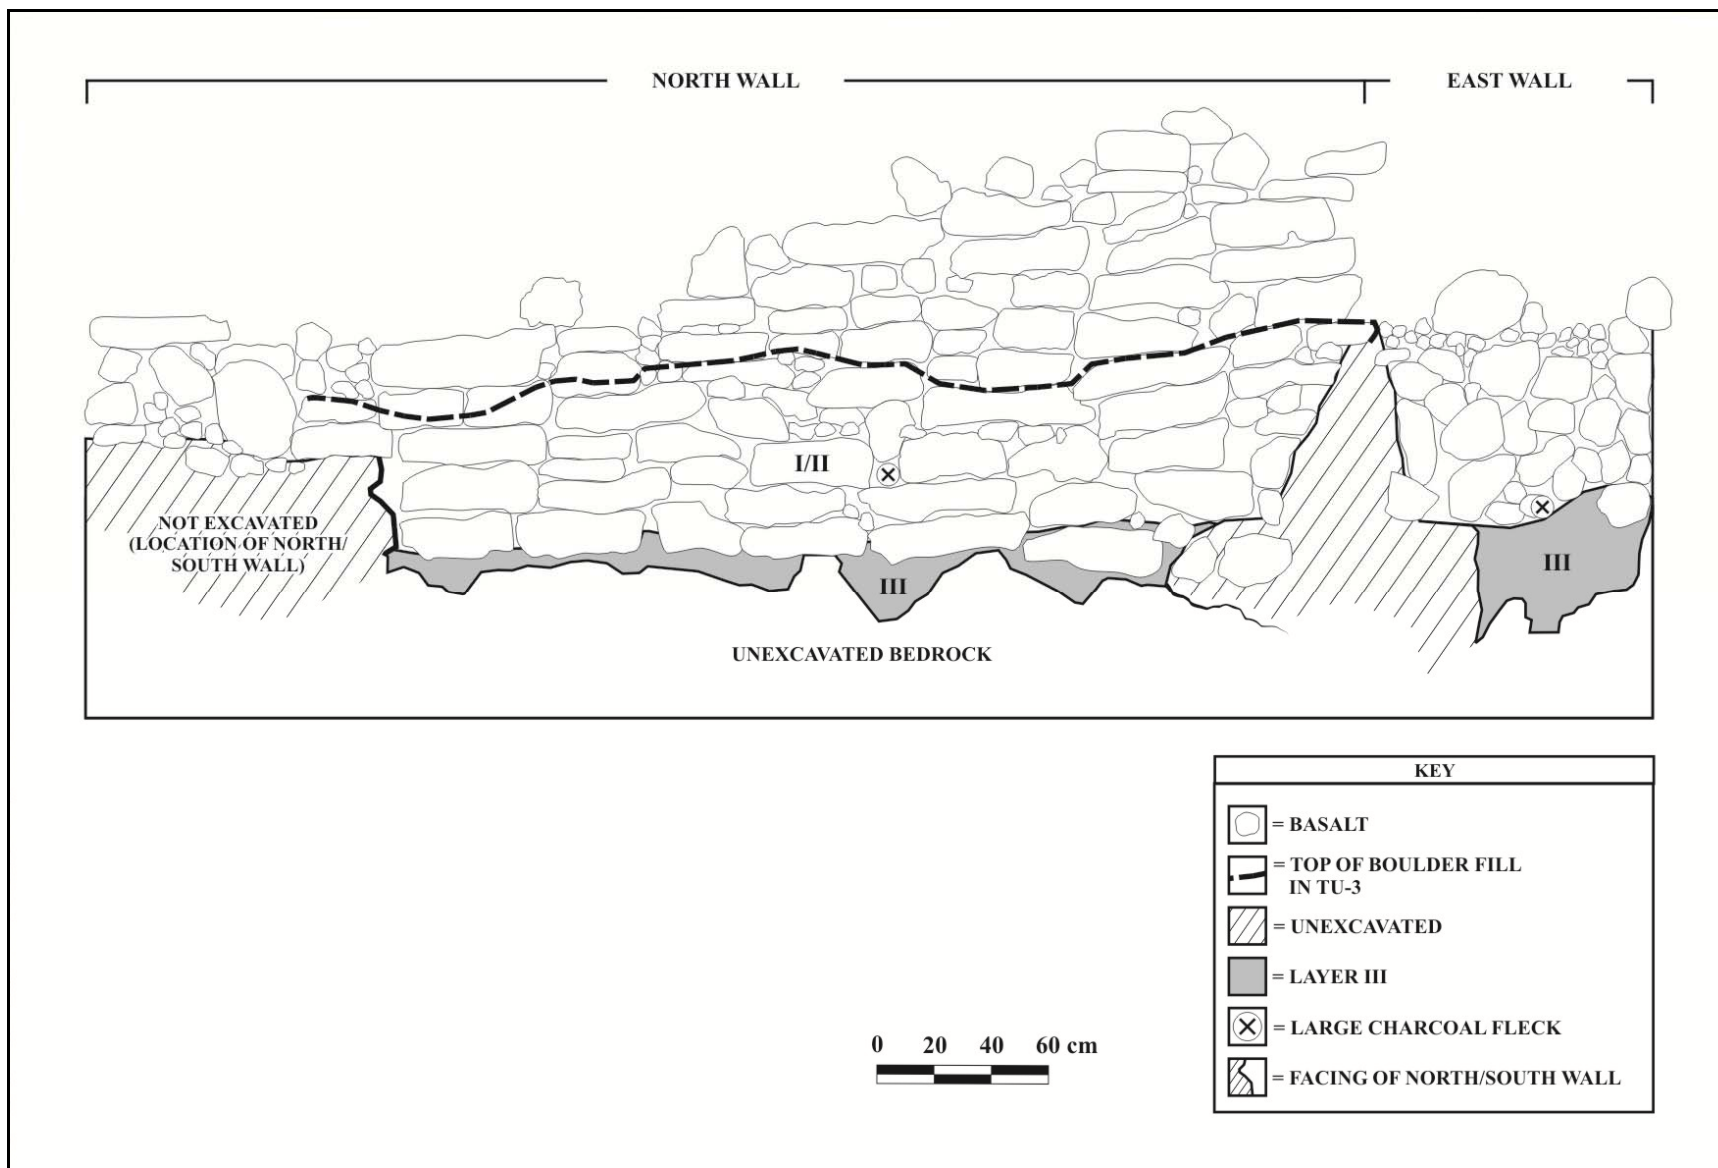 NORTH WALL
EAST WALL
I/II
NOT EXCAVATED
(LOCATION OF NORTH/
SOUTH WALL)
III
III
UNEXCAVATED BEDROCK
KEY
= BASALT
= TOP OF BOULDER FILL
IN TU-3
= UNEXCAVATED
= LAYER III
= LARGE CHARCOAL FLECK
= FACING OF NORTH/SOUTH WALL
0 20 40 60 cm